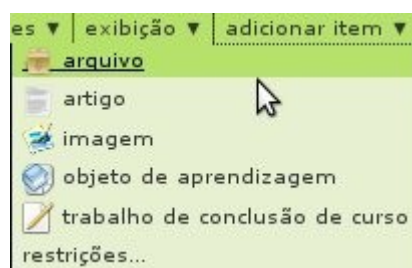 es ▼ exibição ▼ adicionar item ▼
arquivo
artigo
imagem
objeto de aprendizagem
trabalho de conclusão de curso
restrições...